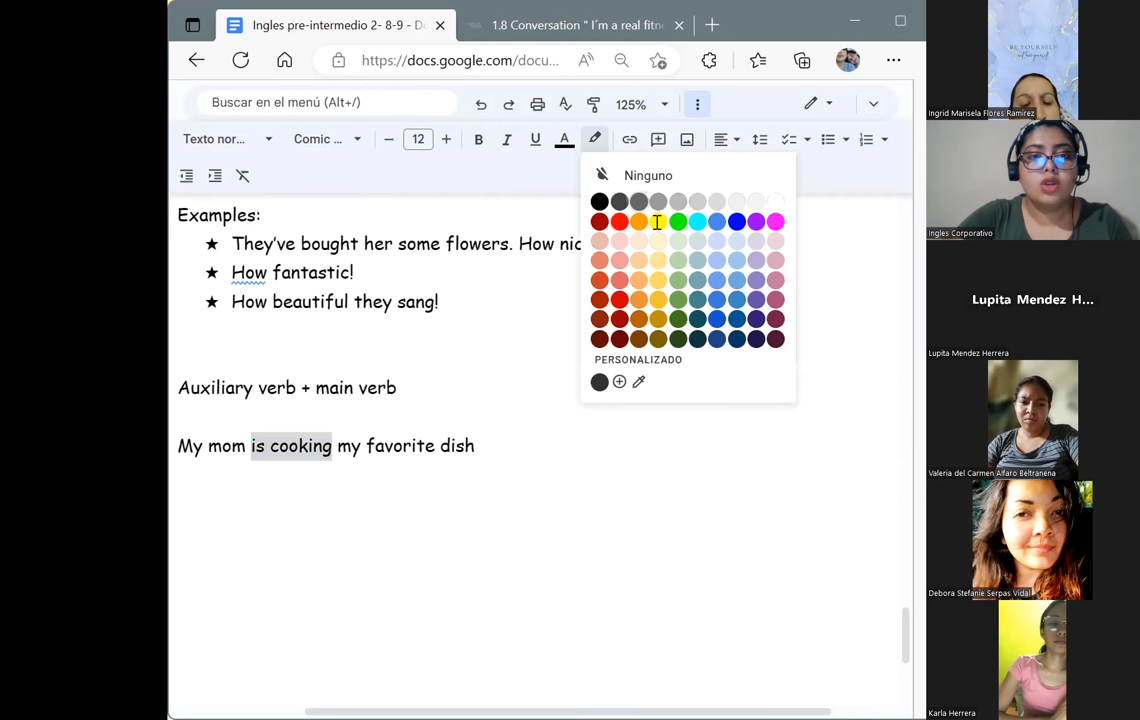 Ingles pre-intermedio 2- 8-9 - Do
1.8 Conversation " I´m a real fitne
https://docs.google.com/docu...
Buscar en el menú (Alt+/)
125%
Texto nor...
Comic ...
12
B I U A
Ninguno
PERSONALIZADO
Examples:
★ They've bought her some flowers. How nic
★ How fantastic!
★ How beautiful they sang!
Auxiliary verb + main verb
My mom is cooking my favorite dish
BE YOURSELF
Ingrid Marisela Flores Ramirez
Ingles Corporativo
Lupita Mendez H...
Lupita Mendez Herrera
Valeria del Carmen Alfaro Beltranena
Debora Stefanie Serpas Vidal
Karla Herrera